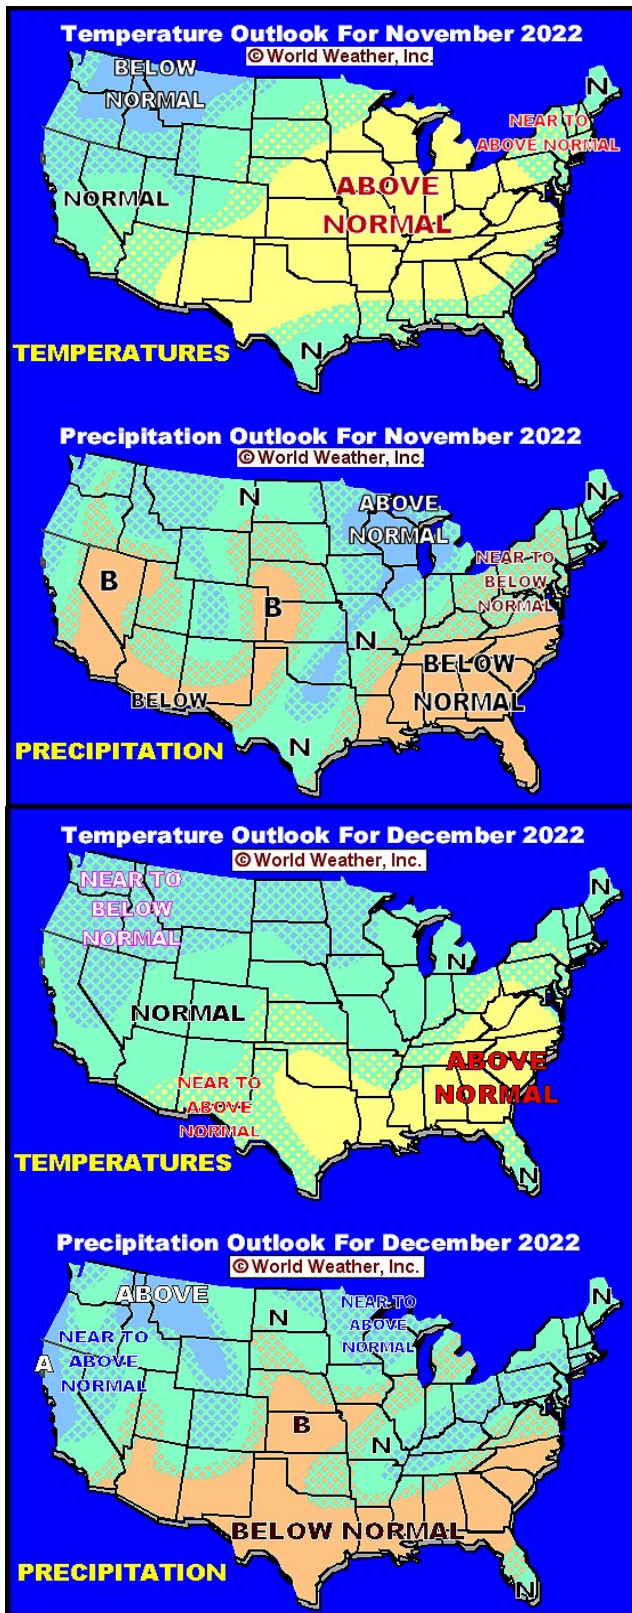 Temperature Outlook For November 2022
© World Weather, Inc.
BELOW
NORMAL
N
NEAR TO
ABOVE NORMAL
ABOVE
NORMAL
NORMAL
N
TEMPERATURES
Precipitation Outlook For November 2022
© World Weather, Inc.
N
ABOVE
NORMAL
N
B
B
NEAR TO
BELOW
NORMAL
N
BELOW
NORMAL
BELOW
N
PRECIPITATION
Temperature Outlook For December 2022
© World Weather, Inc.
NEAR TO
BELOW
NORMAL
N
N
NORMAL
ABOVE
NORMAL
NEAR TO
ABOVE
NORMAL
N
TEMPERATURES
Precipitation Outlook For December 2022
© World Weather, Inc.
ABOVE
N
NEAR TO
ABOVE
NORMAL
N
A
NEAR TO
ABOVE
NORMAL
B
N
BELOW NORMAL
N
PRECIPITATION